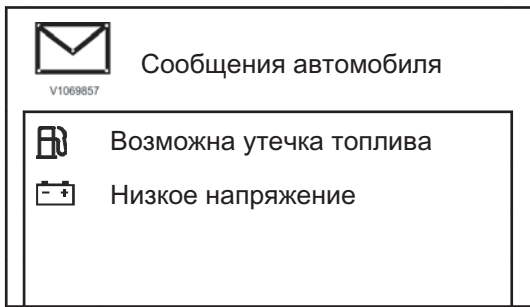 Сообщения автомобиля
V1069857
Возможна утечка топлива
Низкое напряжение